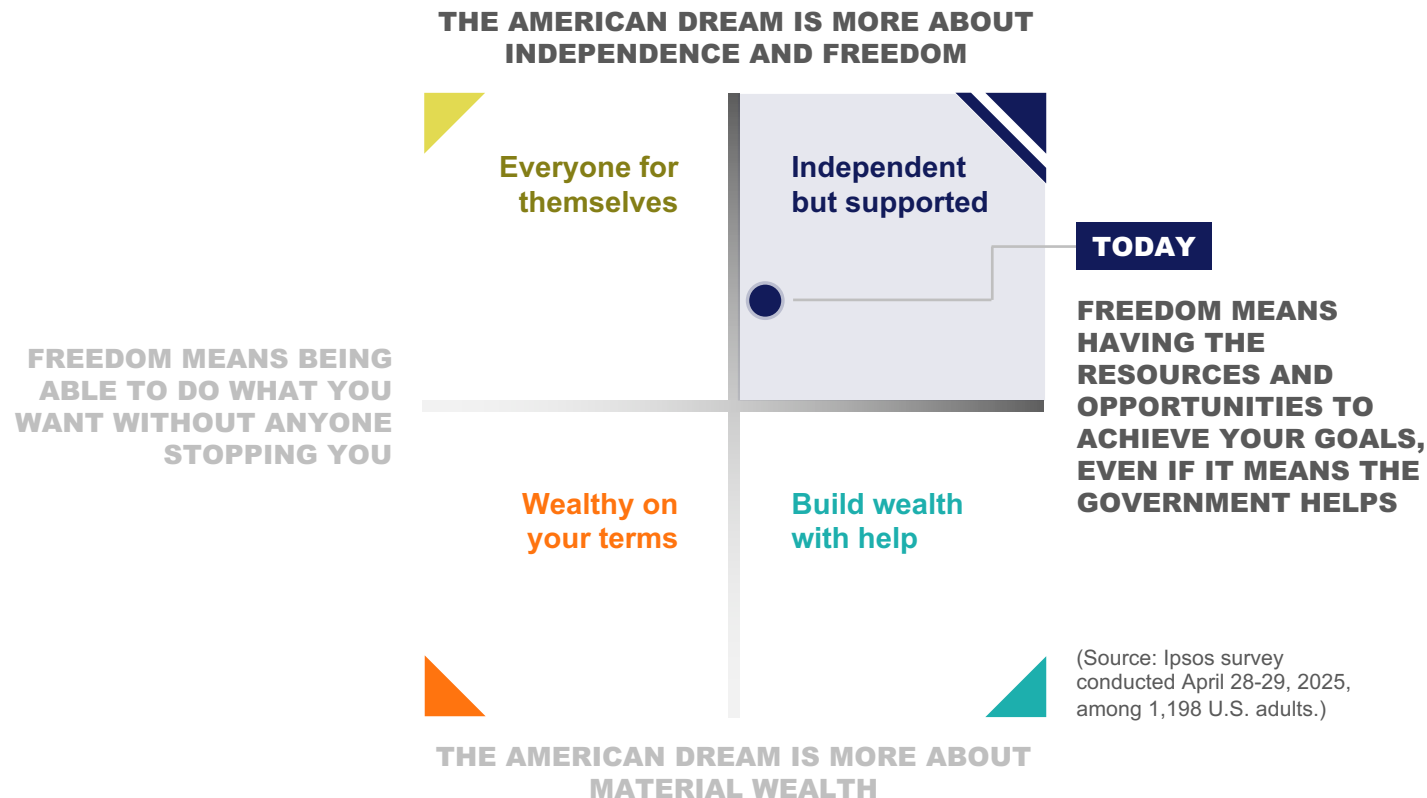 THE AMERICAN DREAM IS MORE ABOUT
INDEPENDENCE AND FREEDOM
Everyone for
themselves
Independent
but supported
TODAY
FREEDOM MEANS BEING
ABLE TO DO WHAT YOU
WANT WITHOUT ANYONE
STOPPING YOU
FREEDOM MEANS
HAVING THE
RESOURCES AND
OPPORTUNITIES TO
ACHIEVE YOUR GOALS,
EVEN IF IT MEANS THE
GOVERNMENT HELPS
Wealthy on
your terms
Build wealth
with help
(Source: Ipsos survey
conducted April 28-29, 2025,
among 1,198 U.S. adults.)
THE AMERICAN DREAM IS MORE ABOUT
MATERIAL WEALTH